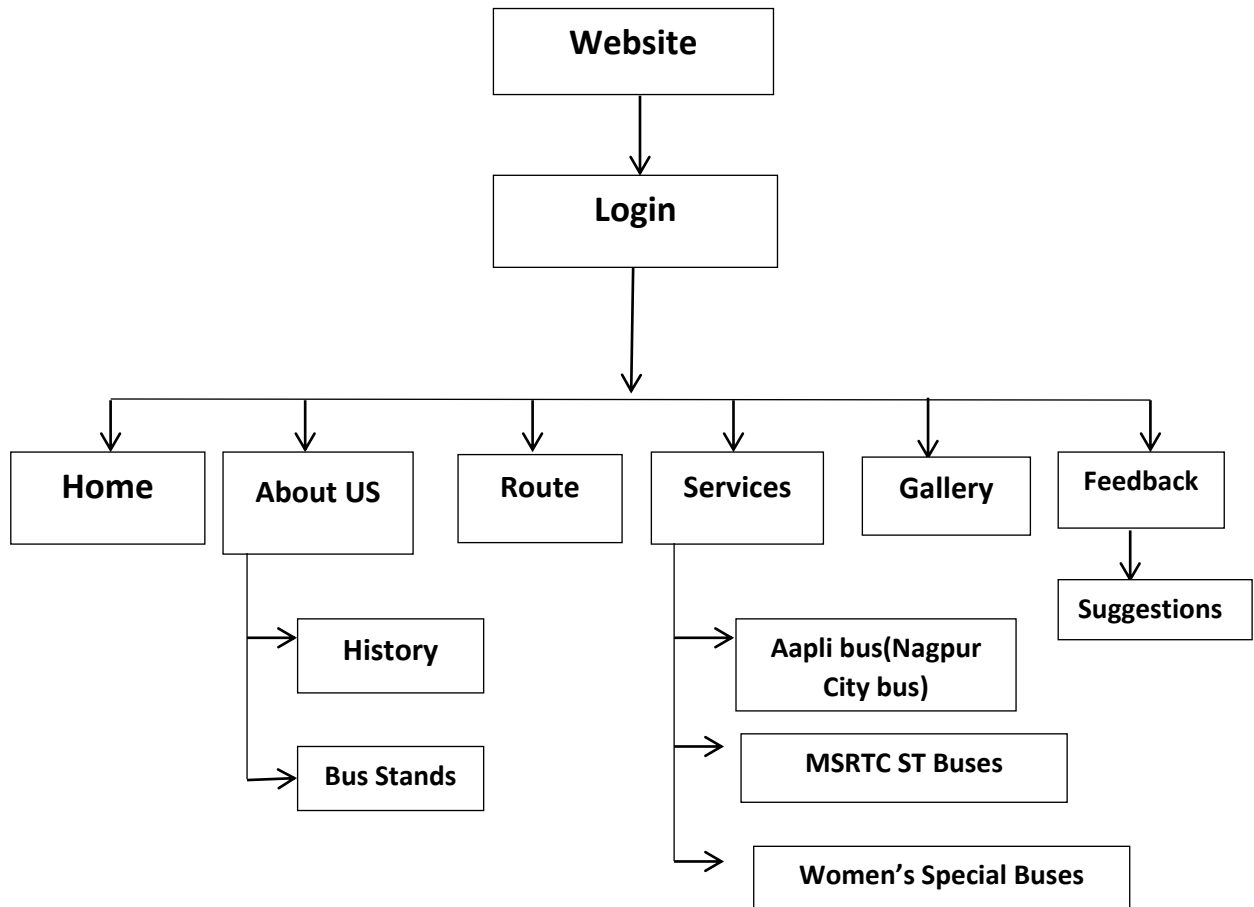 Website
Login
Home
About US
Route
Services
Gallery
Feedback
Suggestions
History
Aapli bus(Nagpur
City bus)
Bus Stands
MSRTC ST Buses
Women’s Special Buses